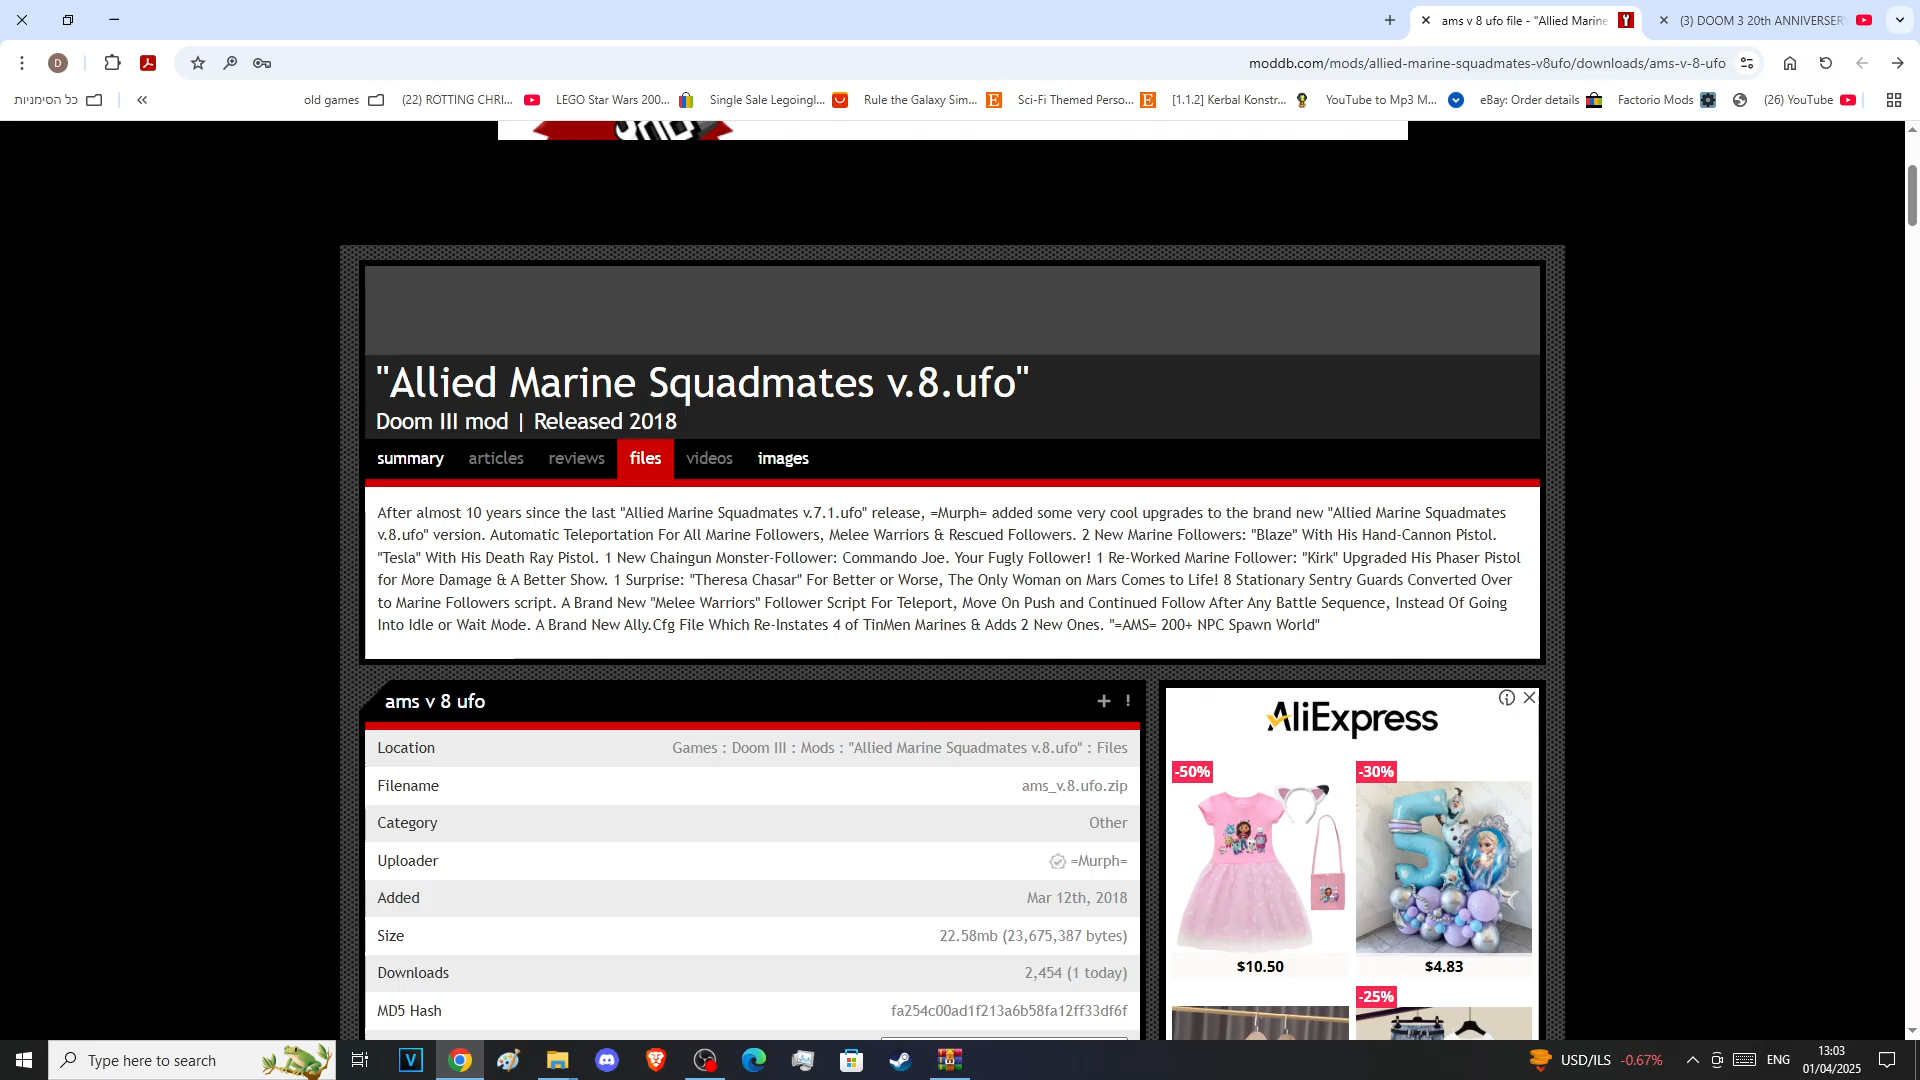 ams v 8 ufo file - "Allied Marine
(3) DOOM 3 20th ANNIVERSER
D
moddb.com/mods/allied-marine-squadmates-v8ufo/downloads/ams-v-8-ufo
כל הסימניות
old games
(22) ROTTING CHRI...
LEGO Star Wars 200...
Single Sale Legoingl...
Rule the Galaxy Sim...
Sci-Fi Themed Perso...
[1.1.2] Kerbal Konstr...
YouTube to Mp3 M...
eBay: Order details
Factorio Mods
(26) YouTube
"Allied Marine Squadmates v.8.ufo"
Doom III mod | Released 2018
summary articles reviews files videos images
After almost 10 years since the last "Allied Marine Squadmates v.7.1.ufo" release, =Murph= added some very cool upgrades to the brand new "Allied Marine Squadmates
v.8.ufo" version. Automatic Teleportation For All Marine Followers, Melee Warriors & Rescued Followers. 2 New Marine Followers: "Blaze" With His Hand-Cannon Pistol.
"Tesla" With His Death Ray Pistol. 1 New Chaingun Monster-Follower: Commando Joe. Your Fugly Follower! 1 Re-Worked Marine Follower: "Kirk" Upgraded His Phaser Pistol
for More Damage & A Better Show. 1 Surprise: "Theresa Chasar" For Better or Worse, The Only Woman on Mars Comes to Life! 8 Stationary Sentry Guards Converted Over
to Marine Followers script. A Brand New "Melee Warriors" Follower Script For Teleport, Move On Push and Continued Follow After Any Battle Sequence, Instead Of Going
Into Idle or Wait Mode. A Brand New Ally.Cfg File Which Re-Instates 4 of TinMen Marines & Adds 2 New Ones. "=AMS= 200+ NPC Spawn World"
ams v 8 ufo
Location Games : Doom III : Mods : "Allied Marine Squadmates v.8.ufo" : Files
Filename ams_v.8.ufo.zip
Category Other
Uploader =Murph=
Added Mar 12th, 2018
Size 22.58mb (23,675,387 bytes)
Downloads 2,454 (1 today)
MD5 Hash fa254c00ad1f213a6b58fa12ff33df6f
AliExpress
-50%
-30%
$10.50
$4.83
-25%
Type here to search
USD/ILS -0.67%
ENG
13:03
01/04/2025